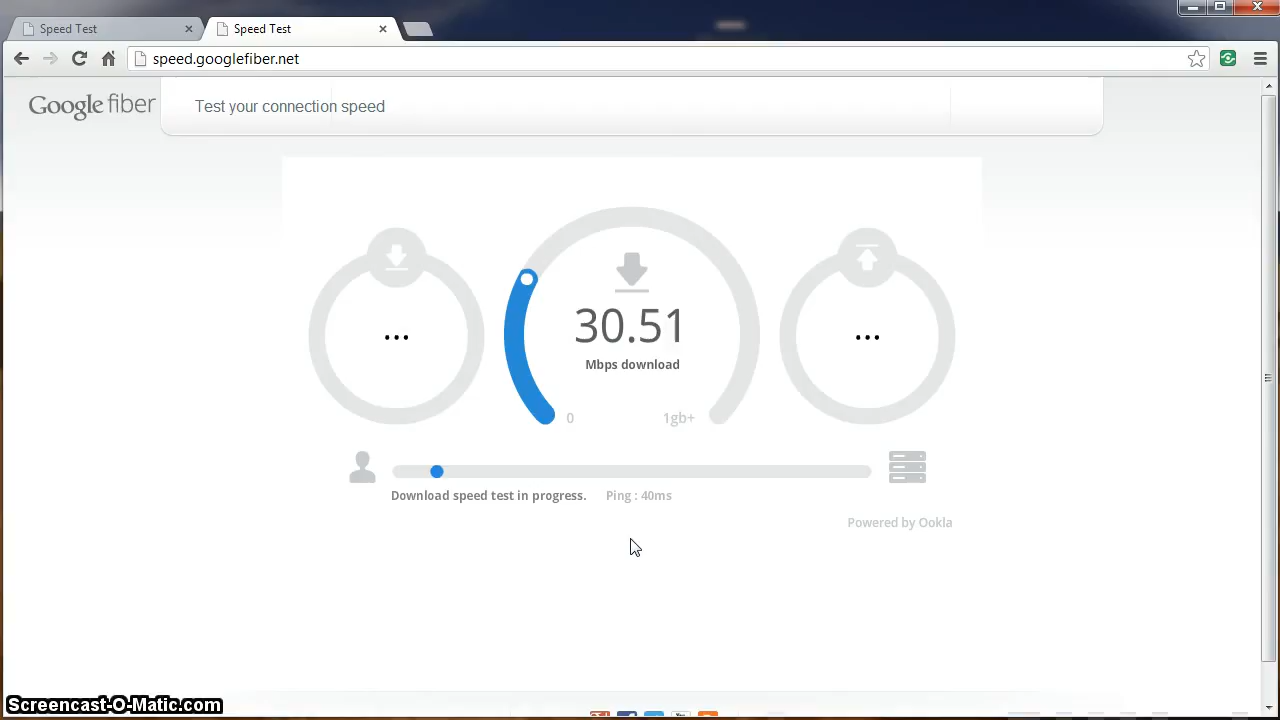 Speed Test
Speed Test
speed.googlefiber.net
Google fiber
Test your connection speed
...
30.51
Mbps download
0
1gb+
...
Download speed test in progress.
Ping : 40ms
Powered by Ookla
Screencast-O-Matic.com